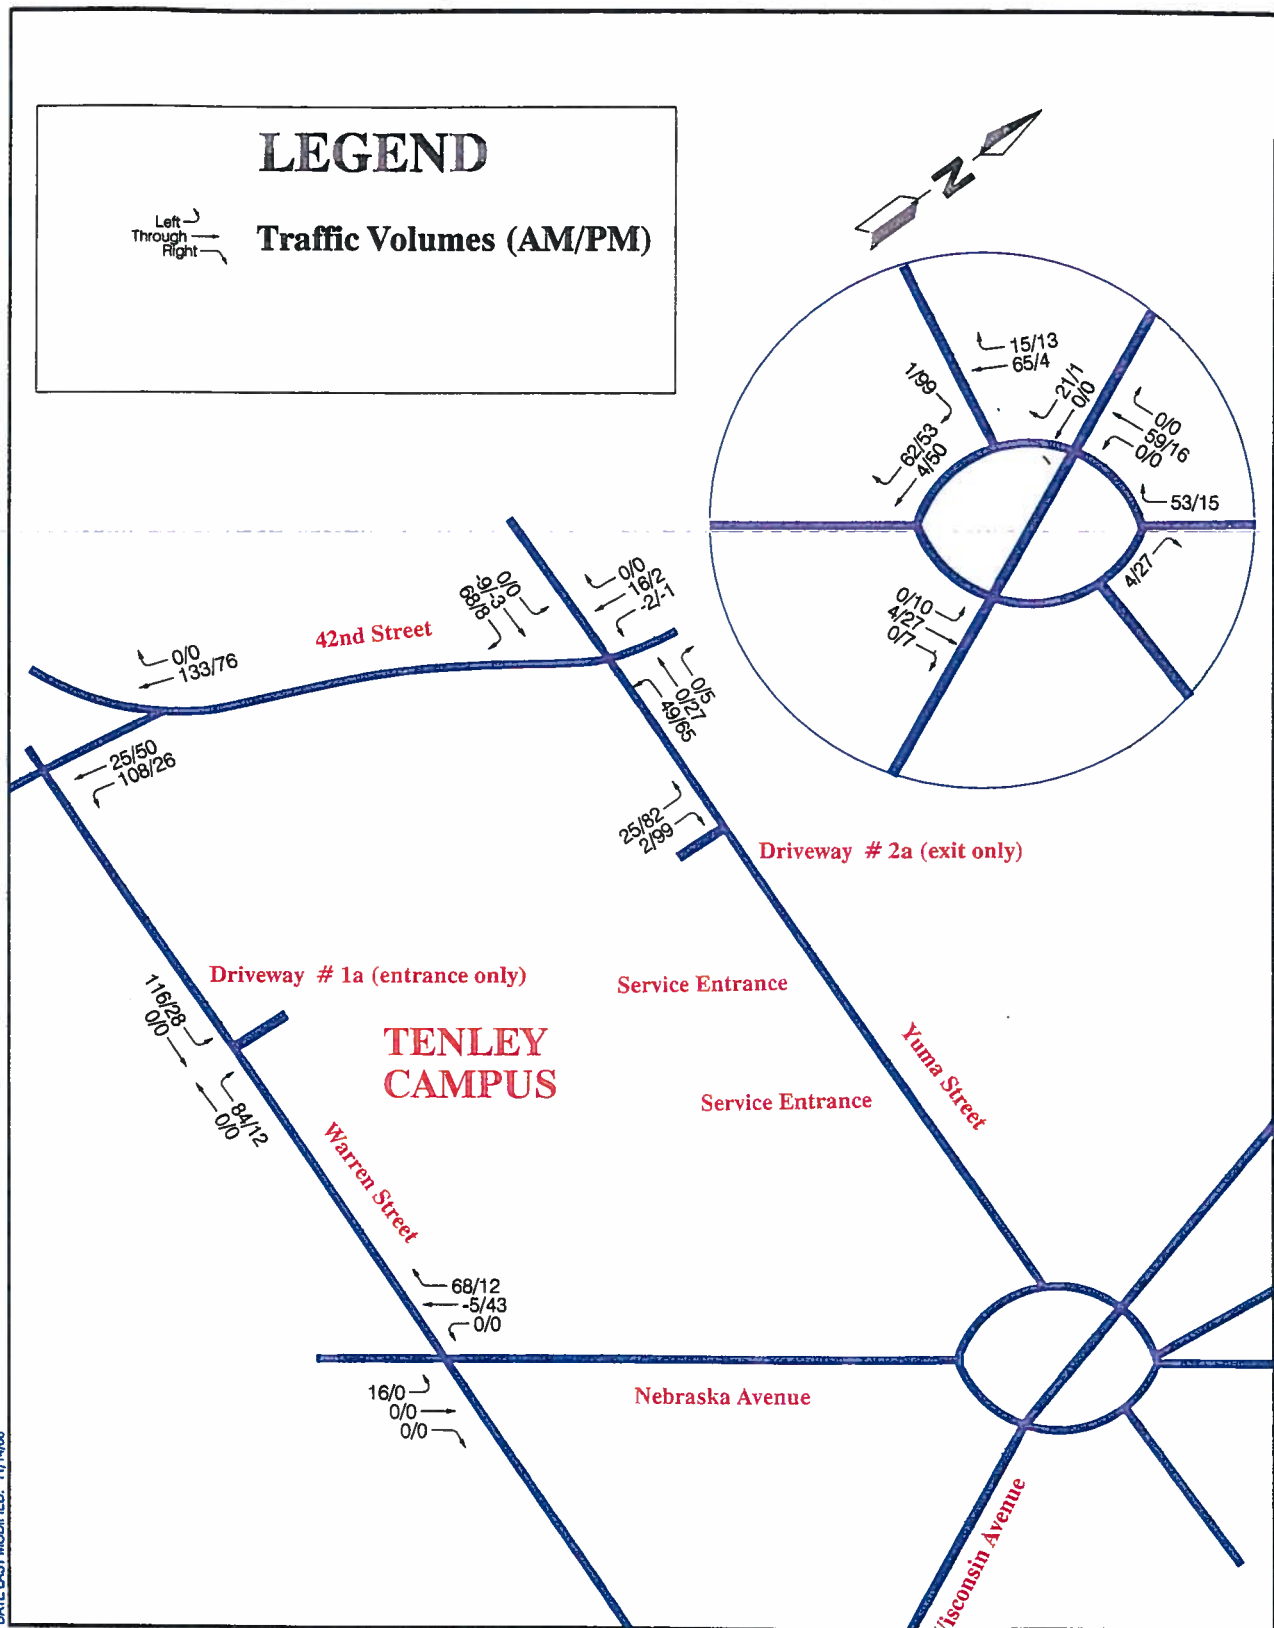 LEGEND
Left
Through
Right
Traffic Volumes (AM/PM)
N
15/13
65/4
1/99
21/1
0/0
0/0
59/16
0/0
62/53
4/50
53/15
4/27
0/10
4/27
0/7
0/0
-9/-3
68/8
0/0
16/2
-2/-1
42nd Street
0/0
133/76
0/5
0/27
49/65
25/50
108/26
25/82
2/99
Driveway # 2a (exit only)
Driveway # 1a (entrance only)
Service Entrance
116/28
0/0
TENLEY
CAMPUS
Yuma Street
Service Entrance
84/12
0/0
Warren Street
68/12
-5/43
0/0
16/0
0/0
0/0
Nebraska Avenue
Wisconsin Avenue
DATE LAST MODIFIED: